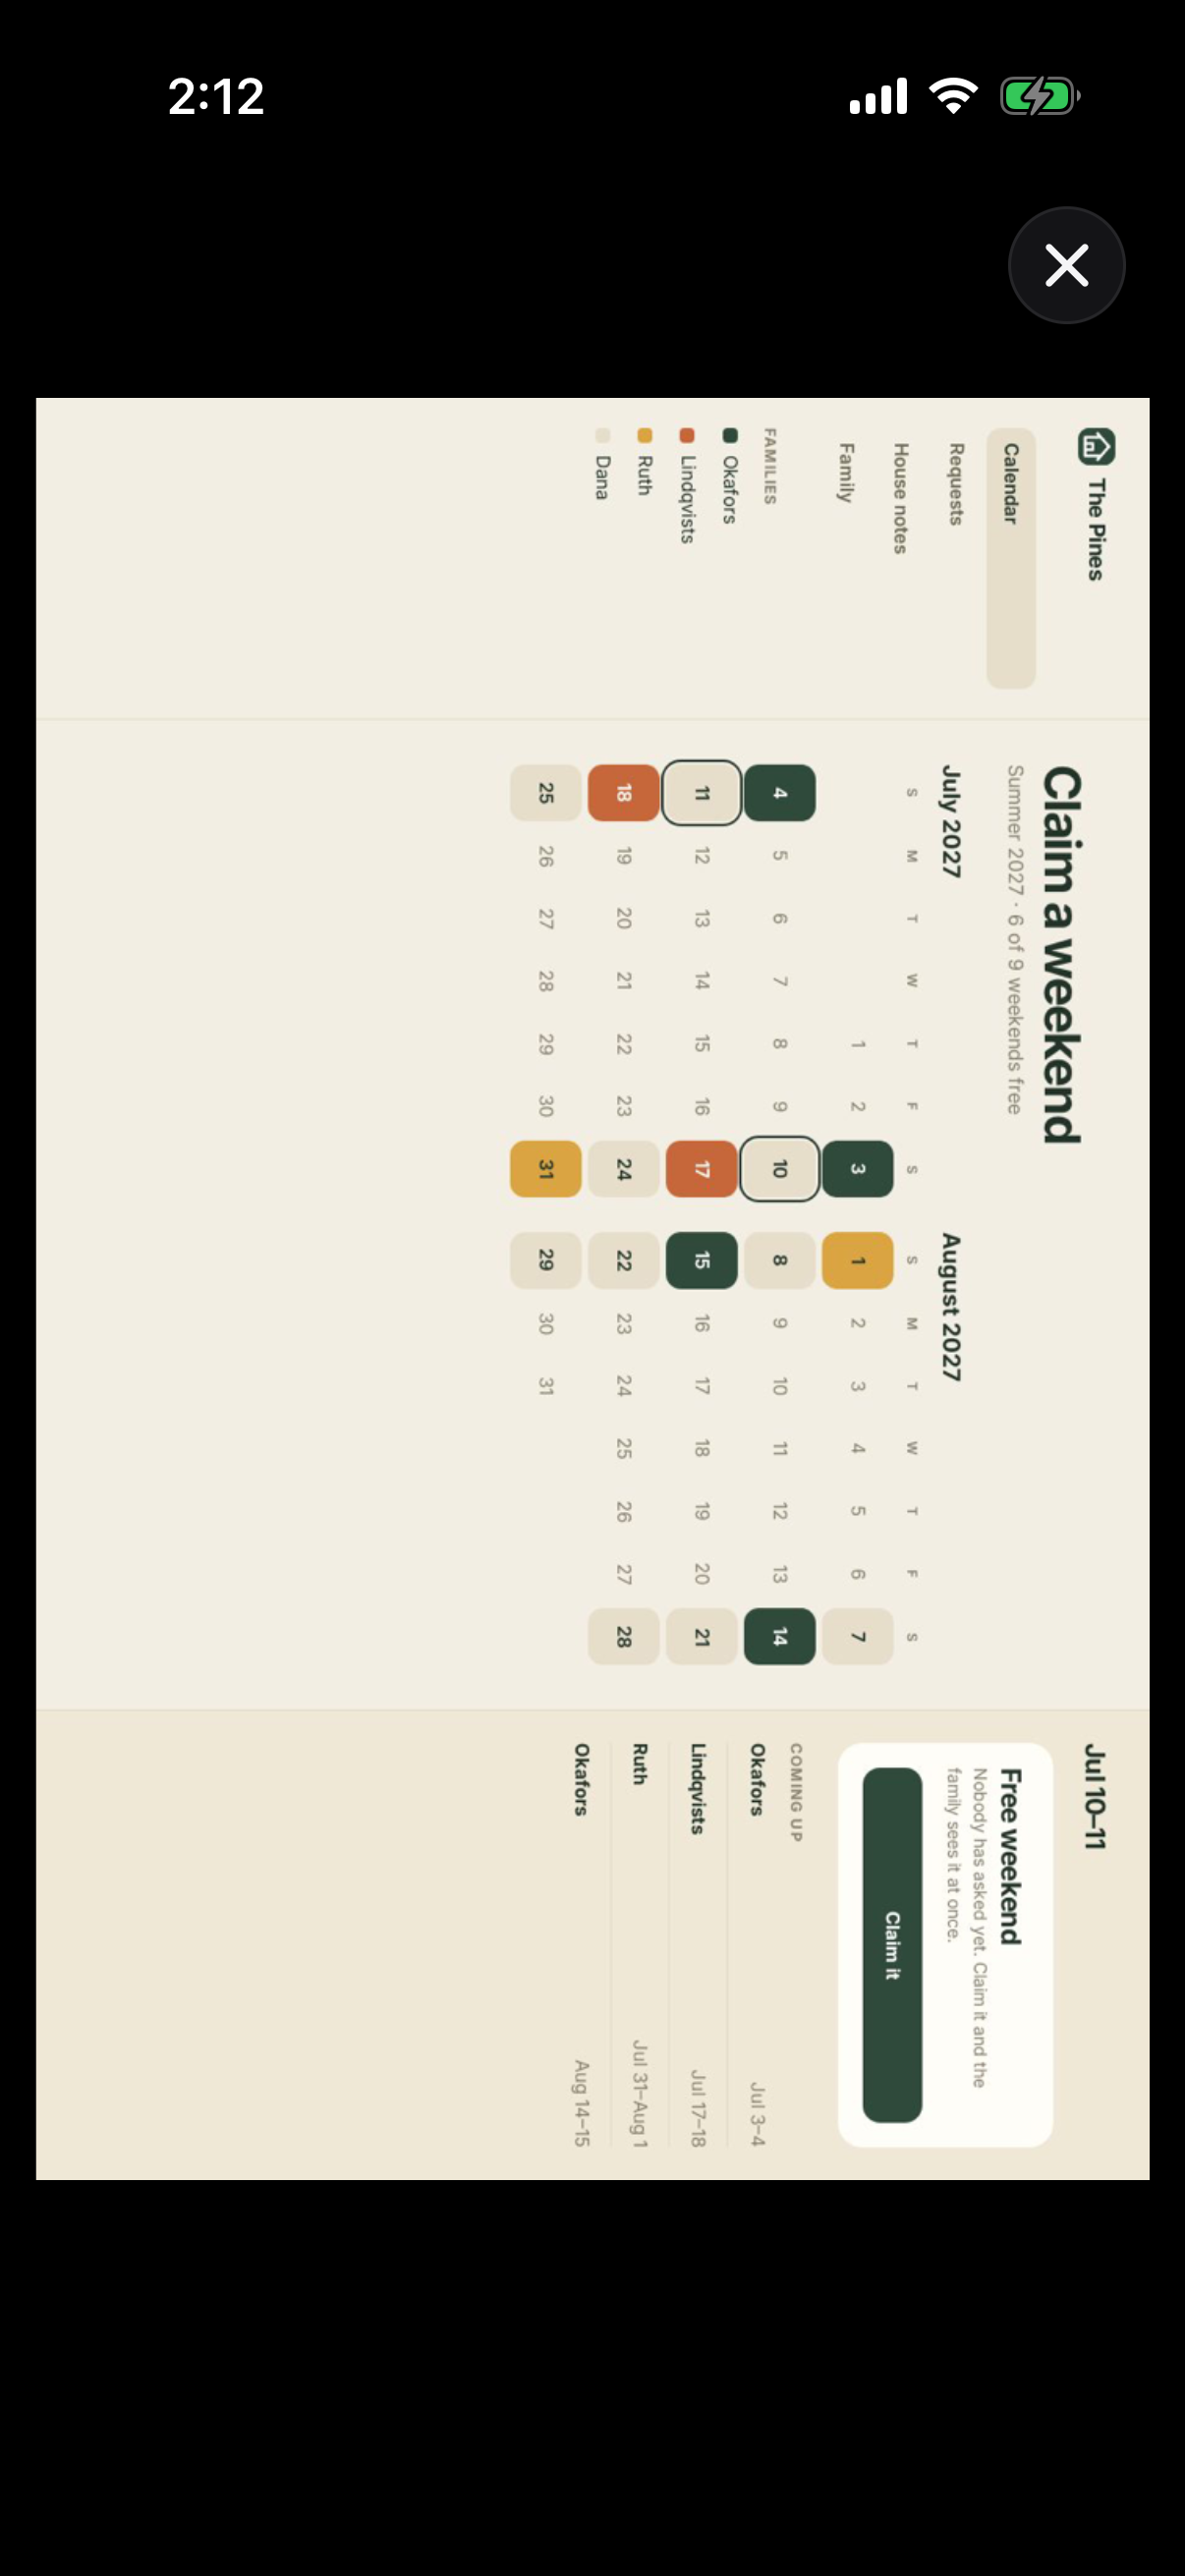 2:12
The Pines
Calendar
Requests
House notes
Family
FAMILIES
Okafors
Lindqvists
Ruth
Dana
Claim a weekend
Summer 2027 · 6 of 9 weekends free
July 2027
S M T W T F S
1 2 3
4 5 6 7 8 9 10
11 12 13 14 15 16 17
18 19 20 21 22 23 24
25 26 27 28 29 30 31
August 2027
S M T W T F S
1 2 3 4 5 6 7
8 9 10 11 12 13 14
15 16 17 18 19 20 21
22 23 24 25 26 27 28
29 30 31
Jul 10–11
Free weekend
Nobody has asked yet. Claim it and the
family sees it at once.
Claim it
COMING UP
Okafors Jul 3–4
Lindqvists Jul 17–18
Ruth Jul 31–Aug 1
Okafors Aug 14–15